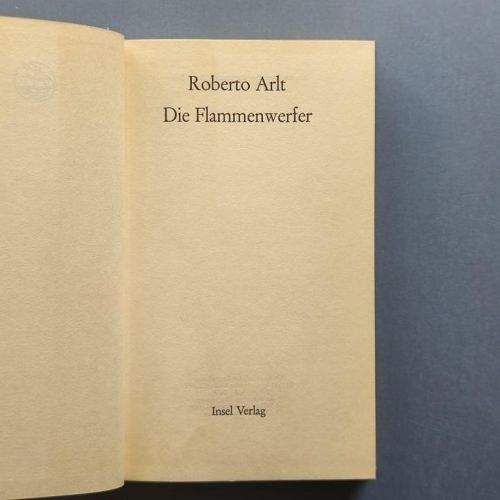 Roberto Arlt
Die Flammenwerfer
Insel Verlag